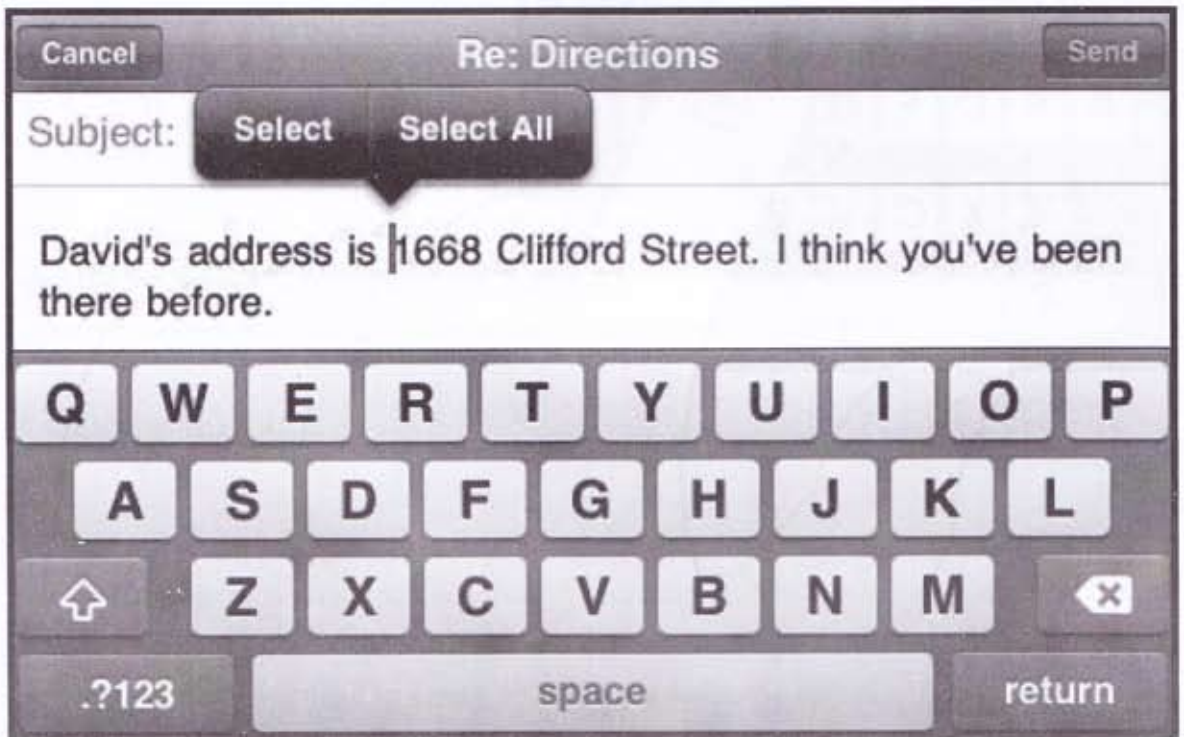 Cancel Re: Directions Send
Subject: Select Select All
David's address is 1668 Clifford Street. I think you've been
there before.
Q W E R T Y U I O P
A S D F G H J K L
Z X C V B N M
.?123 space return